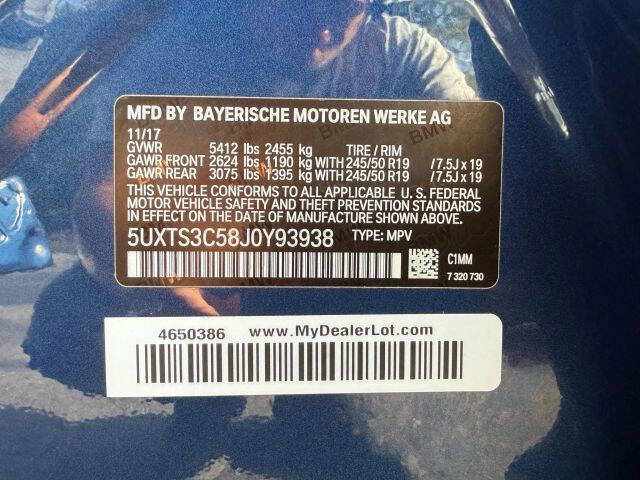 MFD BY BAYERISCHE MOTOREN WERKE AG
11/17
GVWR 5412 lbs 2455 kg TIRE / RIM
GAWR FRONT 2624 lbs 1190 kg WITH 245/50 R19 /7.5J x 19
GAWR REAR 3075 lbs 1395 kg WITH 245/50 R19 /7.5J x 19
THIS VEHICLE CONFORMS TO ALL APPLICABLE U. S. FEDERAL
MOTOR VEHICLE SAFETY AND THEFT PREVENTION STANDARDS
IN EFFECT ON THE DATE OF MANUFACTURE SHOWN ABOVE.
5UXTS3C58J0Y93938 TYPE: MPV
C1MM
7 320 730
4650386 www.MyDealerLot.com